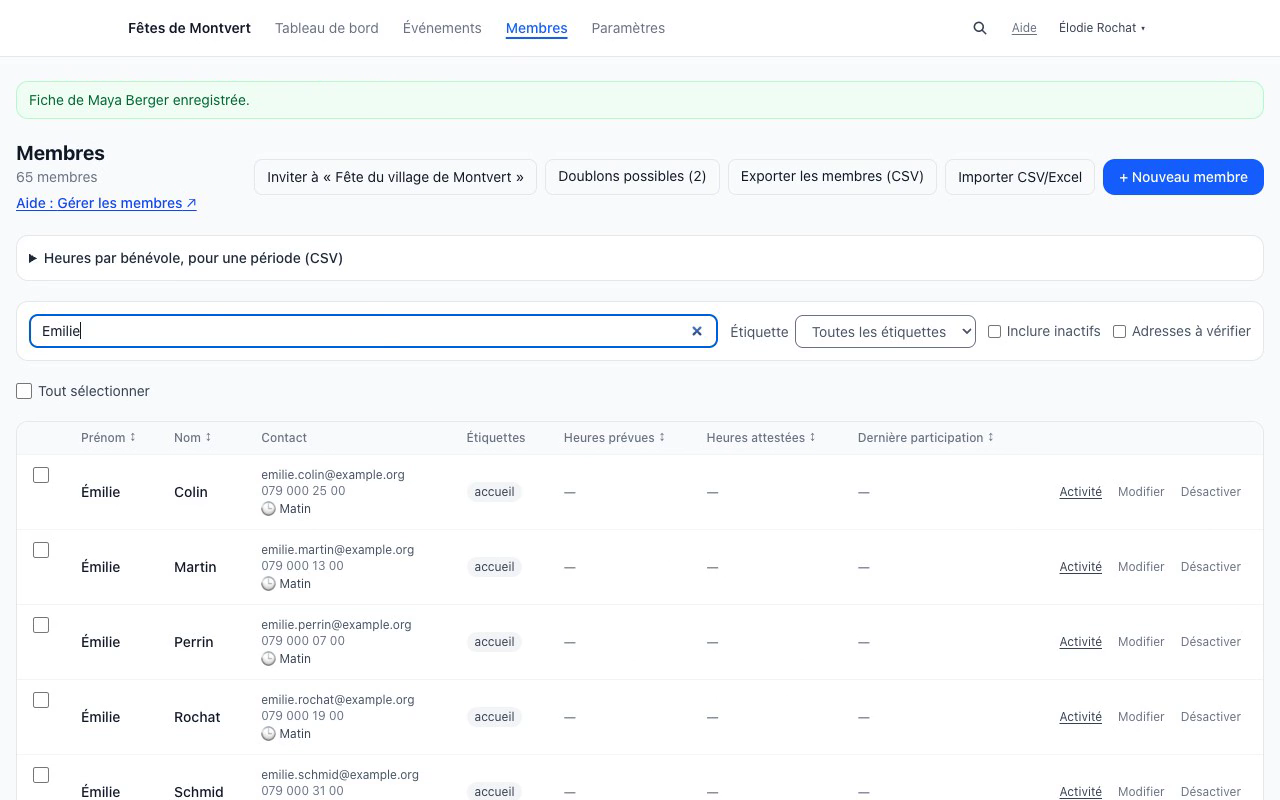 Fêtes de Montvert Tableau de bord Événements Membres Paramètres Aide Élodie Rochat ▾
Fiche de Maya Berger enregistrée.
Membres
65 membres
Aide : Gérer les membres ↗
Inviter à « Fête du village de Montvert » Doublons possibles (2) Exporter les membres (CSV) Importer CSV/Excel + Nouveau membre
▶ Heures par bénévole, pour une période (CSV)
Emilie Étiquette Toutes les étiquettes Inclure inactifs Adresses à vérifier
Tout sélectionner
Prénom ↕ Nom ↕ Contact Étiquettes Heures prévues ↕ Heures attestées ↕ Dernière participation ↕
emilie.colin@example.org
079 000 25 00
Émilie Colin accueil — — — Activité Modifier Désactiver
🕒 Matin
emilie.martin@example.org
079 000 13 00
Émilie Martin accueil — — — Activité Modifier Désactiver
🕒 Matin
emilie.perrin@example.org
079 000 07 00
Émilie Perrin accueil — — — Activité Modifier Désactiver
🕒 Matin
emilie.rochat@example.org
079 000 19 00
Émilie Rochat accueil — — — Activité Modifier Désactiver
🕒 Matin
emilie.schmid@example.org
079 000 31 00
Émilie Schmid accueil — — — Activité Modifier Désactiver